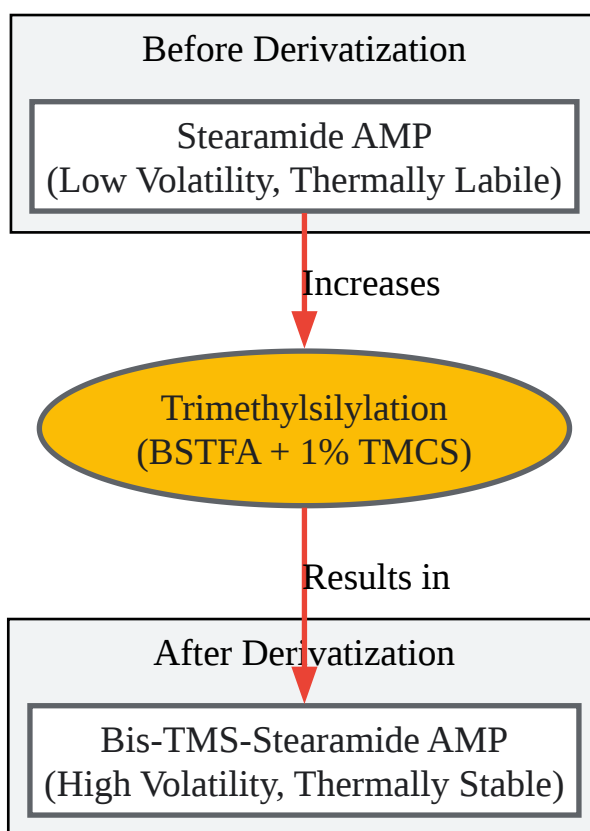 Before Derivatization
Stearamide AMP
(Low Volatility, Thermally Labile)
Increases
Trimethylsilylation
(BSTFA + 1% TMCS)
Results in
After Derivatization
Bis-TMS-Stearamide AMP
(High Volatility, Thermally Stable)